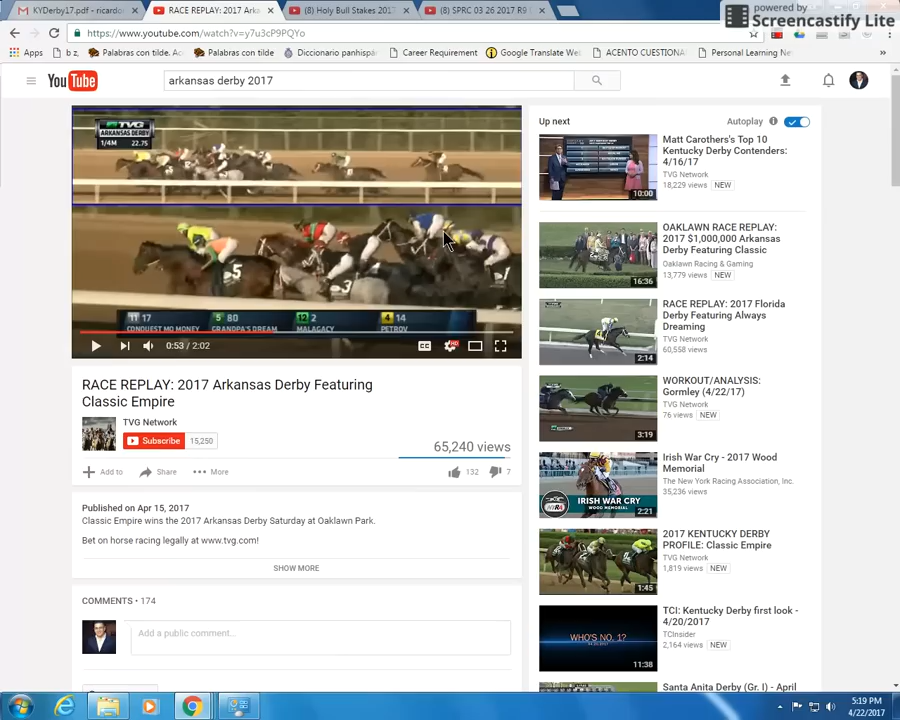 KYDerby17.pdf - ricardo
RACE REPLAY: 2017 Arka
(8) Holy Bull Stakes 2017
(8) SPRC 03 26 2017 R9
powered by
Screencastify Lite
https://www.youtube.com/watch?v=y7u3cP9PQYo
Apps
b z,
Palabras con tilde. Ac
Palabras con tilde
Diccionario panhispán
Career Requirement
Google Translate Web
ACENTO CUESTIONA
Personal Learning Ne
YouTube
arkansas derby 2017
TVG
ARKANSAS DERBY
1/4M 22.75
5
3
1
11 17
CONQUEST MO MONEY
5 80
GRANDPA'S DREAM
12 2
MALAGACY
4 14
PETROV
0:53 / 2:02
CC
HD
RACE REPLAY: 2017 Arkansas Derby Featuring
Classic Empire
TVG Network
Subscribe
15,250
65,240 views
Add to
Share
More
132
7
Published on Apr 15, 2017
Classic Empire wins the 2017 Arkansas Derby Saturday at Oaklawn Park.
Bet on horse racing legally at www.tvg.com!
SHOW MORE
COMMENTS • 174
Add a public comment...
Up next
Autoplay
Matt Carothers's Top 10
Kentucky Derby Contenders:
4/16/17
TVG Network
18,229 views NEW
10:00
OAKLAWN RACE REPLAY:
2017 $1,000,000 Arkansas
Derby Featuring Classic
Oaklawn Racing & Gaming
13,779 views NEW
16:36
RACE REPLAY: 2017 Florida
Derby Featuring Always
Dreaming
TVG Network
60,558 views
2:14
WORKOUT/ANALYSIS:
Gormley (4/22/17)
TVG Network
76 views NEW
3:19
Irish War Cry - 2017 Wood
Memorial
The New York Racing Association, Inc.
35,236 views
IRISH WAR CRY
WOOD MEMORIAL
2:21
2017 KENTUCKY DERBY
PROFILE: Classic Empire
TVG Network
1,819 views NEW
1:45
TCI: Kentucky Derby first look -
4/20/2017
TCInsider
2,164 views NEW
WHO'S NO. 1?
11:38
Santa Anita Derby (Gr. I) - April
5:19 PM
4/22/2017